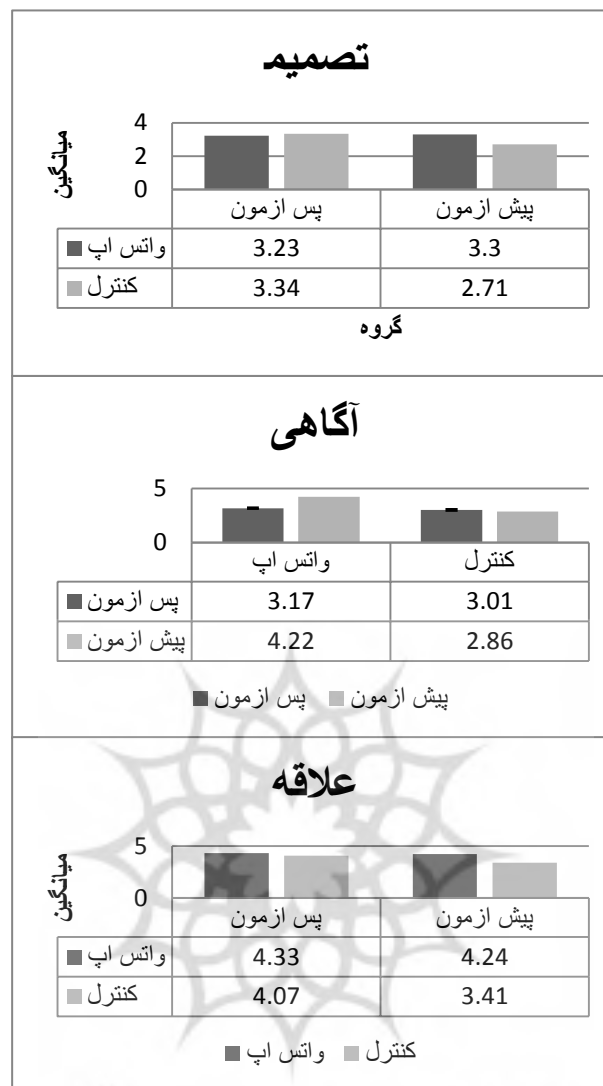 تصمیم
میانگین
4
2
0
پس ازمون پیش ازمون
واتس اپ 3.23 3.3
کنترل 3.34 2.71
گروه
آگاهی
5
0
واتس اپ کنترل
پس ازمون 3.17 3.01
پیش ازمون 4.22 2.86
پس ازمون پیش ازمون
علاقه
میانگین
5
0
پس ازمون پیش ازمون
واتس اپ 4.33 4.24
کنترل 4.07 3.41
واتس اپ کنترل